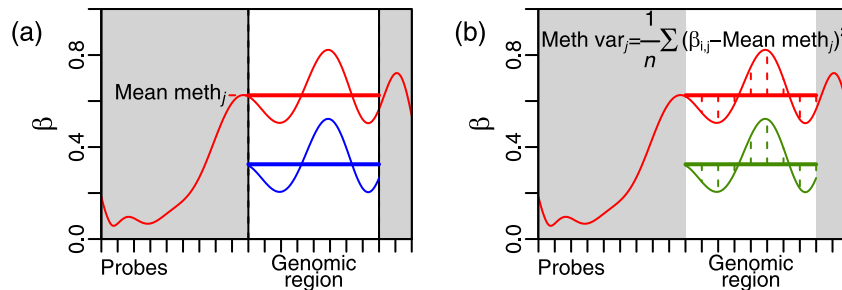 (a)
0.8
Mean meth_j
β
0.4
0.0
Probes
Genomic
region
(b)
Meth var_j=1/n Σ (β_i,j–Mean meth_j)²
0.8
β
0.4
0.0
Probes
Genomic
region